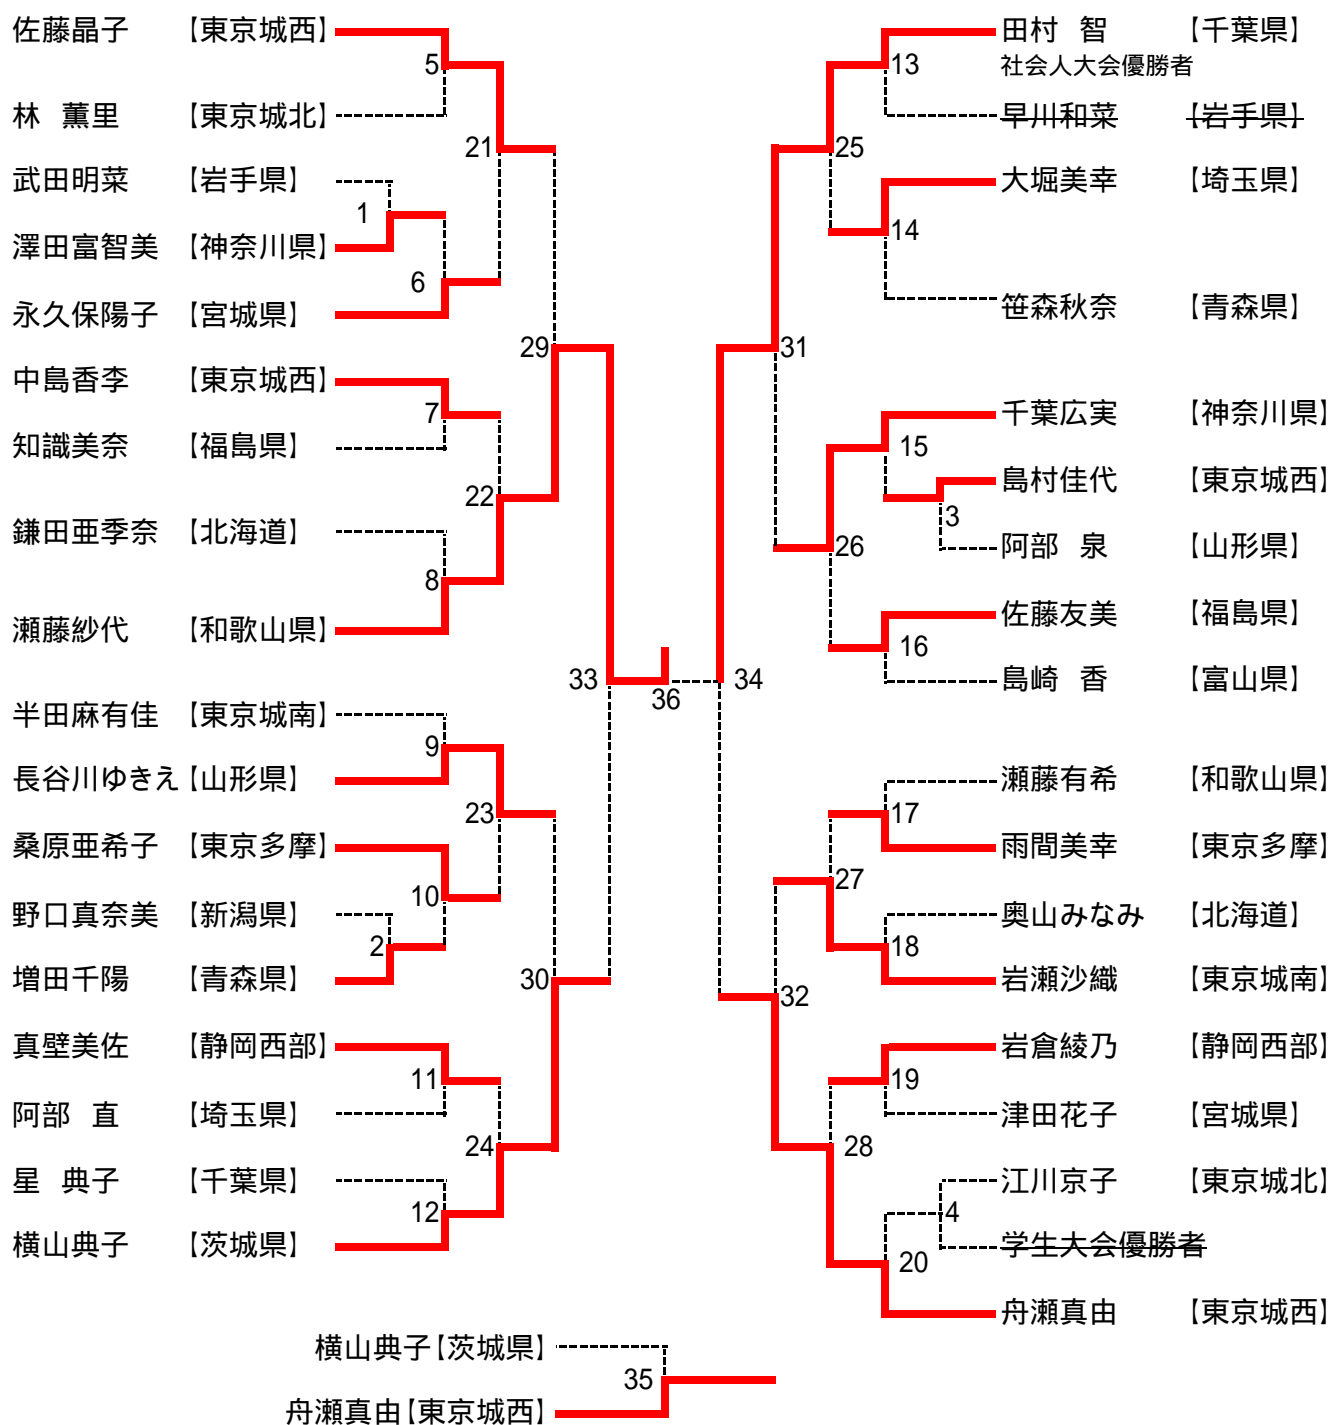 佐藤晶子 【東京城西】
5
林 薫里 【東京城北】
21
武田明菜 【岩手県】
1
澤田富智美 【神奈川県】
6
永久保陽子 【宮城県】
29
中島香李 【東京城西】
7
知識美奈 【福島県】
22
鎌田亜季奈 【北海道】
8
瀬藤紗代 【和歌山県】
33
36
半田麻有佳 【東京城南】
9
長谷川ゆきえ 【山形県】
23
桑原亜希子 【東京多摩】
10
野口真奈美 【新潟県】
2
増田千陽 【青森県】
30
真壁美佐 【静岡西部】
11
阿部 直 【埼玉県】
24
星 典子 【千葉県】
12
横山典子 【茨城県】
田村 智 【千葉県】
13
社会人大会優勝者
早川和菜 【岩手県】
25
大堀美幸 【埼玉県】
14
笹森秋奈 【青森県】
31
千葉広実 【神奈川県】
15
島村佳代 【東京城西】
3
阿部 泉 【山形県】
26
佐藤友美 【福島県】
16
島崎 香 【富山県】
34
瀬藤有希 【和歌山県】
17
雨間美幸 【東京多摩】
27
奥山みなみ 【北海道】
18
岩瀬沙織 【東京城南】
32
岩倉綾乃 【静岡西部】
19
津田花子 【宮城県】
28
江川京子 【東京城北】
4
学生大会優勝者
20
舟瀬真由 【東京城西】
横山典子【茨城県】
35
舟瀬真由【東京城西】